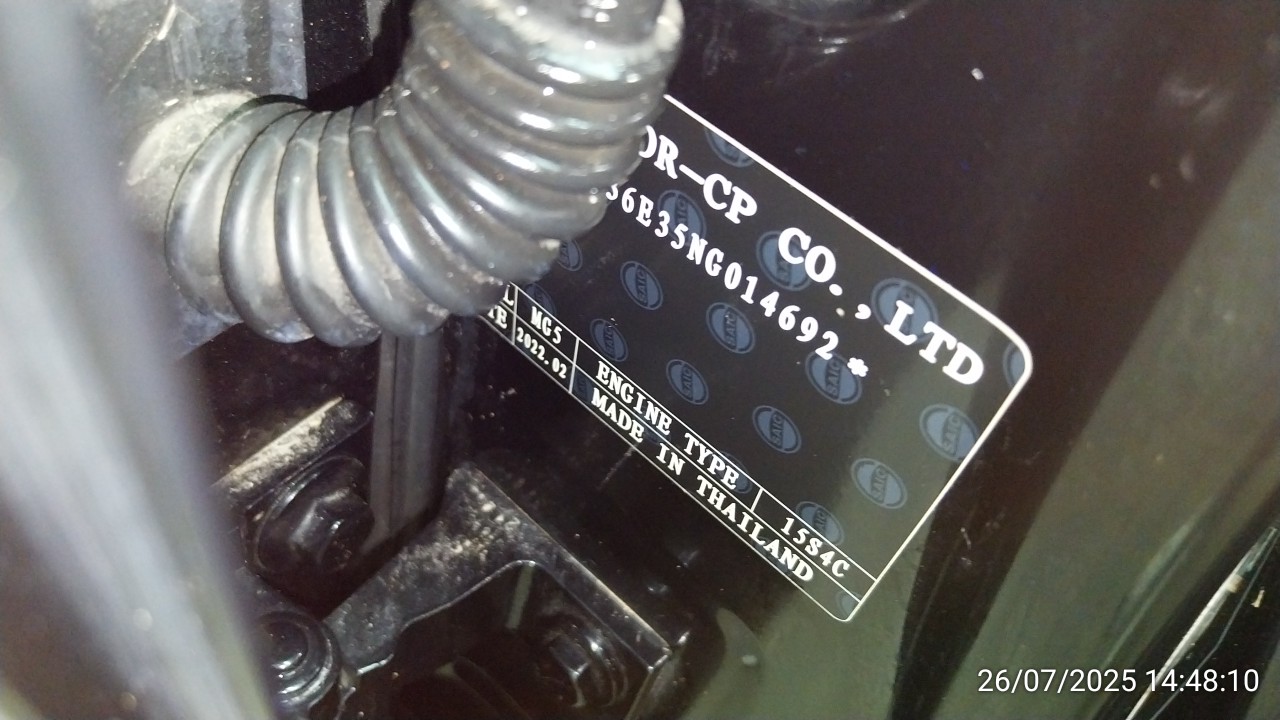 OR-CP CO., LTD
36E35NG014692*
MG5 ENGINE TYPE 15S4C
2022.02 MADE IN THAILAND
SAIC
26/07/2025 14:48:10